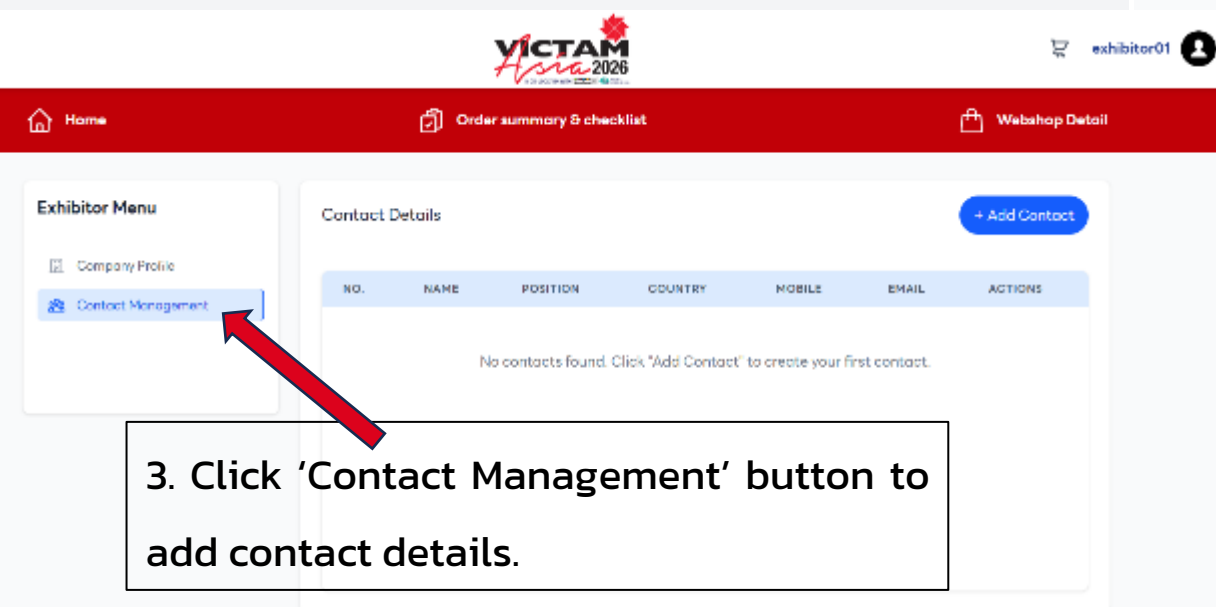 VICTAM
Asia 2026
exhibitor01
Home
Order summary & checklist
Webshop Detail
Exhibitor Menu
Company Profile
Contact Management
Contact Details
+ Add Contact
NO. NAME POSITION COUNTRY MOBILE EMAIL ACTIONS
No contacts found. Click "Add Contact" to create your first contact.
3. Click ‘Contact Management’ button to
add contact details.